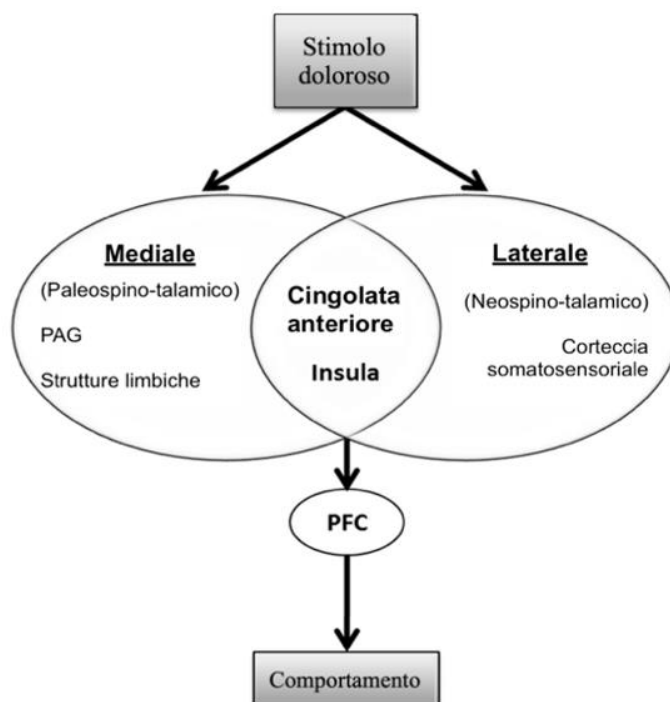 Stimolo
doloroso
Mediale
(Paleospino-talamico)
PAG
Strutture limbiche
Cingolata
anteriore
Insula
Laterale
(Neospino-talamico)
Corteccia
somatosensoriale
PFC
Comportamento